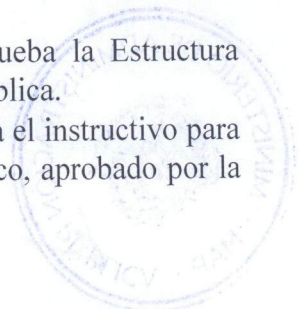 ueba la Estructura
blica.
a el instructivo para
co, aprobado por la